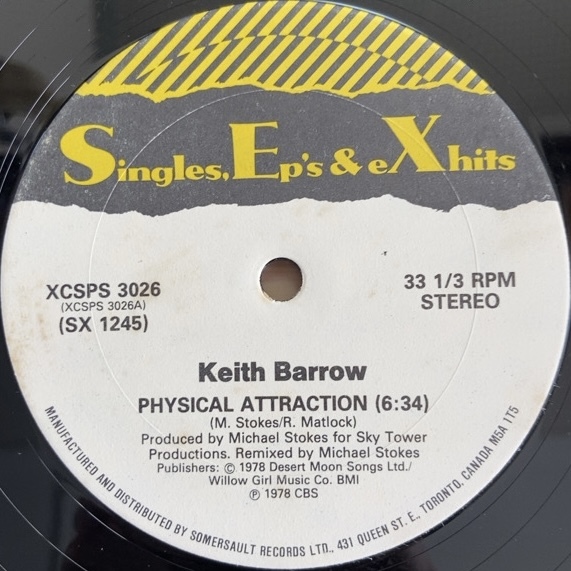 Singles, Ep's & eX hits
XCSPS 3026
(XCSPS 3026A)
(SX 1245)
33 1/3 RPM
STEREO
Keith Barrow
PHYSICAL ATTRACTION (6:34)
(M. Stokes/R. Matlock)
Produced by Michael Stokes for Sky Tower
Productions. Remixed by Michael Stokes
Publishers: © 1978 Desert Moon Songs Ltd./
Willow Girl Music Co. BMI
℗ 1978 CBS
MANUFACTURED AND DISTRIBUTED BY SOMERSAULT RECORDS LTD., 431 QUEEN ST. E., TORONTO, CANADA M5A 1T5